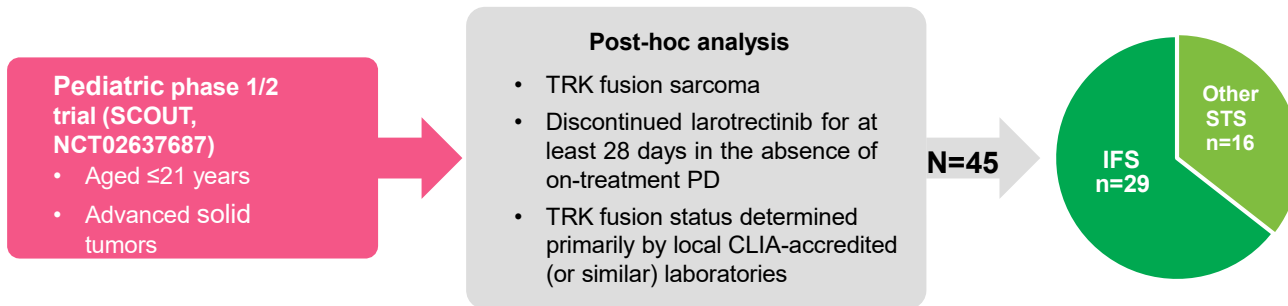 Pediatric phase 1/2
trial (SCOUT,
NCT02637687)
• Aged ≤21 years
• Advanced solid
tumors
Post-hoc analysis
• TRK fusion sarcoma
• Discontinued larotrectinib for at
least 28 days in the absence of
on-treatment PD
• TRK fusion status determined
primarily by local CLIA-accredited
(or similar) laboratories
N=45
IFS
n=29
Other
STS
n=16